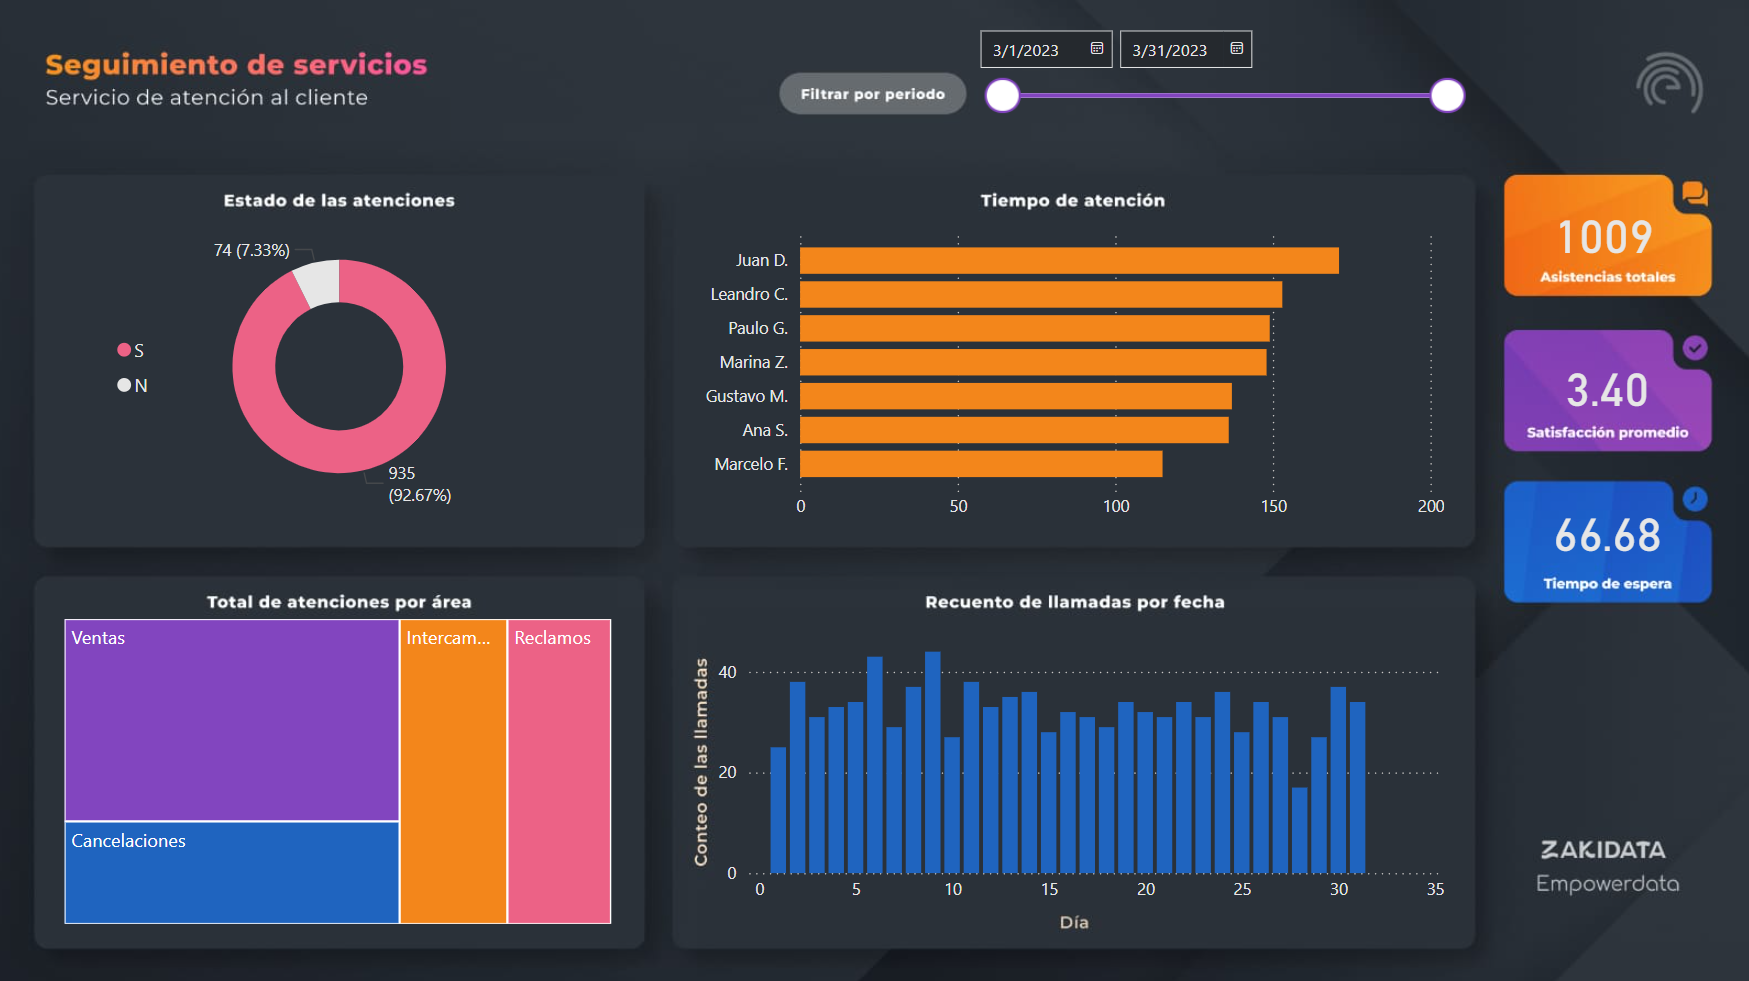 Seguimiento de servicios
Servicio de atención al cliente
Filtrar por periodo
3/1/2023
3/31/2023
Estado de las atenciones
74 (7.33%)
S
N
935
(92.67%)
Tiempo de atención
Juan D.
Leandro C.
Paulo G.
Marina Z.
Gustavo M.
Ana S.
Marcelo F.
0 50 100 150 200
1009
Asistencias totales
3.40
Satisfacción promedio
66.68
Tiempo de espera
Total de atenciones por área
Ventas
Intercam...
Reclamos
Cancelaciones
Recuento de llamadas por fecha
Conteo de las llamadas
40
20
0
0 5 10 15 20 25 30 35
Día
ZAKIDATA
Empowerdata